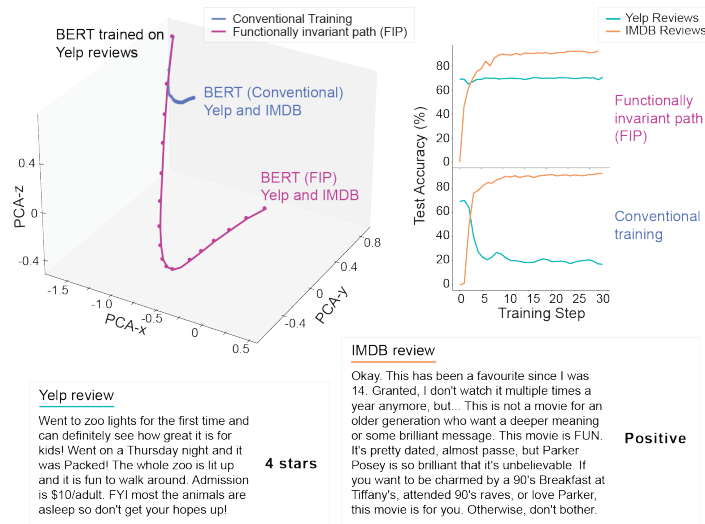 Conventional Training
Functionally invariant path (FIP)
BERT trained on
Yelp reviews
BERT (Conventional)
Yelp and IMDB
BERT (FIP)
Yelp and IMDB
PCA-z
0.4
0
-0.4
-1.5
-1.0
-0.5
0
0.5
PCA-x
-0.4
0
0.4
0.8
PCA-y
Yelp Reviews
IMDB Reviews
80
60
40
20
0
Functionally
invariant path
(FIP)
Test Accuracy (%)
80
60
40
20
0
Conventional
training
0
5
10
15
20
25
30
Training Step
Yelp review
Went to zoo lights for the first time and
can definitely see how great it is for
kids! Went on a Thursday night and it
was Packed! The whole zoo is lit up
and it is fun to walk around. Admission
is $10/adult. FYI most the animals are
asleep so don't get your hopes up!
4 stars
IMDB review
Okay. This has been a favourite since I was
14. Granted, I don't watch it multiple times a
year anymore, but... This is not a movie for an
older generation who want a deeper meaning
or some brilliant message. This movie is FUN.
It's pretty dated, almost passe, but Parker
Posey is so brilliant that it's unbelievable. If
you want to be charmed by a 90's Breakfast at
Tiffany's, attended 90's raves, or love Parker,
this movie is for you. Otherwise, don't bother.
Positive